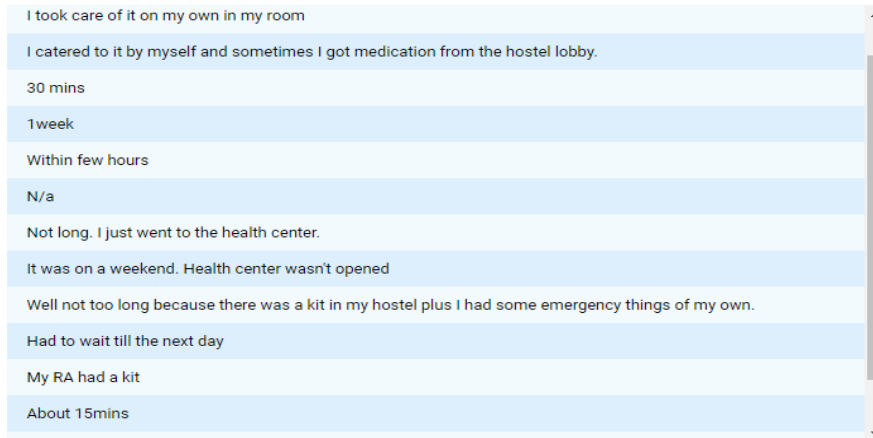 I took care of it on my own in my room
I catered to it by myself and sometimes I got medication from the hostel lobby.
30 mins
1week
Within few hours
N/a
Not long. I just went to the health center.
It was on a weekend. Health center wasn't opened
Well not too long because there was a kit in my hostel plus I had some emergency things of my own.
Had to wait till the next day
My RA had a kit
About 15mins